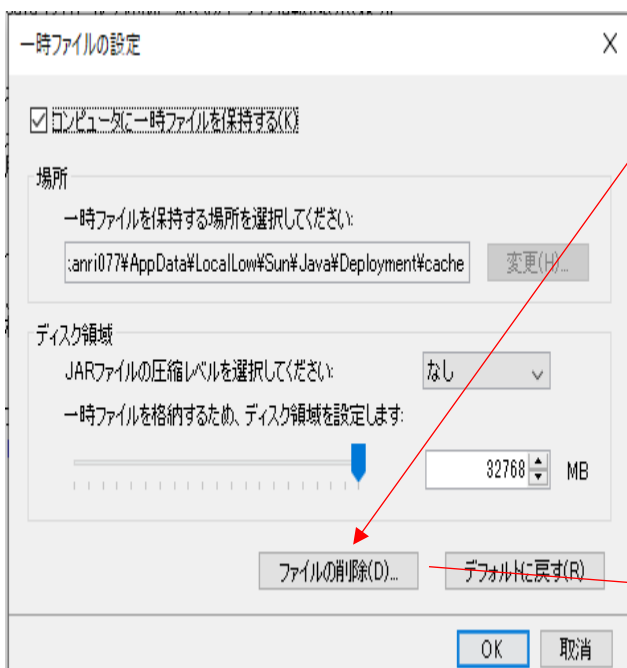 一時ファイルの設定
コンピュータに一時ファイルを保持する(K)
場所
一時ファイルを保持する場所を選択してください:
anri077¥AppData¥LocalLow¥Sun¥Java¥Deployment¥cache 変更(H)...
ディスク領域
JARファイルの圧縮レベルを選択してください: なし
一時ファイルを格納するため、ディスク領域を設定します:
32768 MB
ファイルの削除(D)... デフォルトに戻す(R)
OK 取消